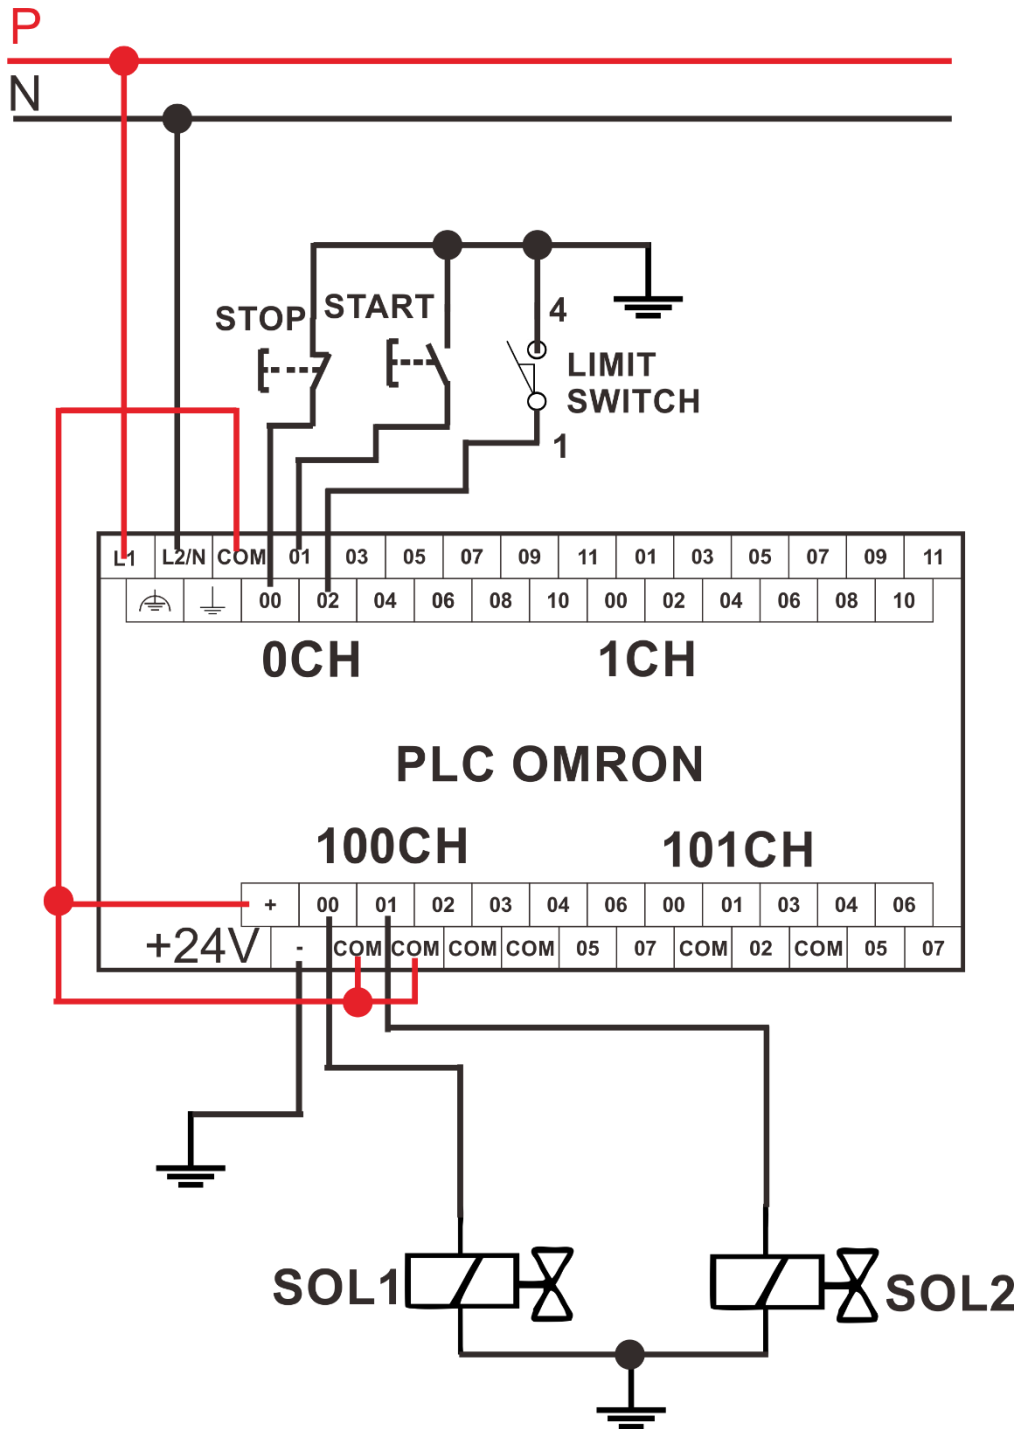 P
N
STOP START
4
LIMIT
SWITCH
1
L1 L2/N COM 01 03 05 07 09 11 01 03 05 07 09 11
00 02 04 06 08 10 00 02 04 06 08 10
0CH 1CH
PLC OMRON
100CH 101CH
+ 00 01 02 03 04 06 00 01 03 04 06
+24V - COM COM COM COM 05 07 COM 02 COM 05 07
SOL1 SOL2